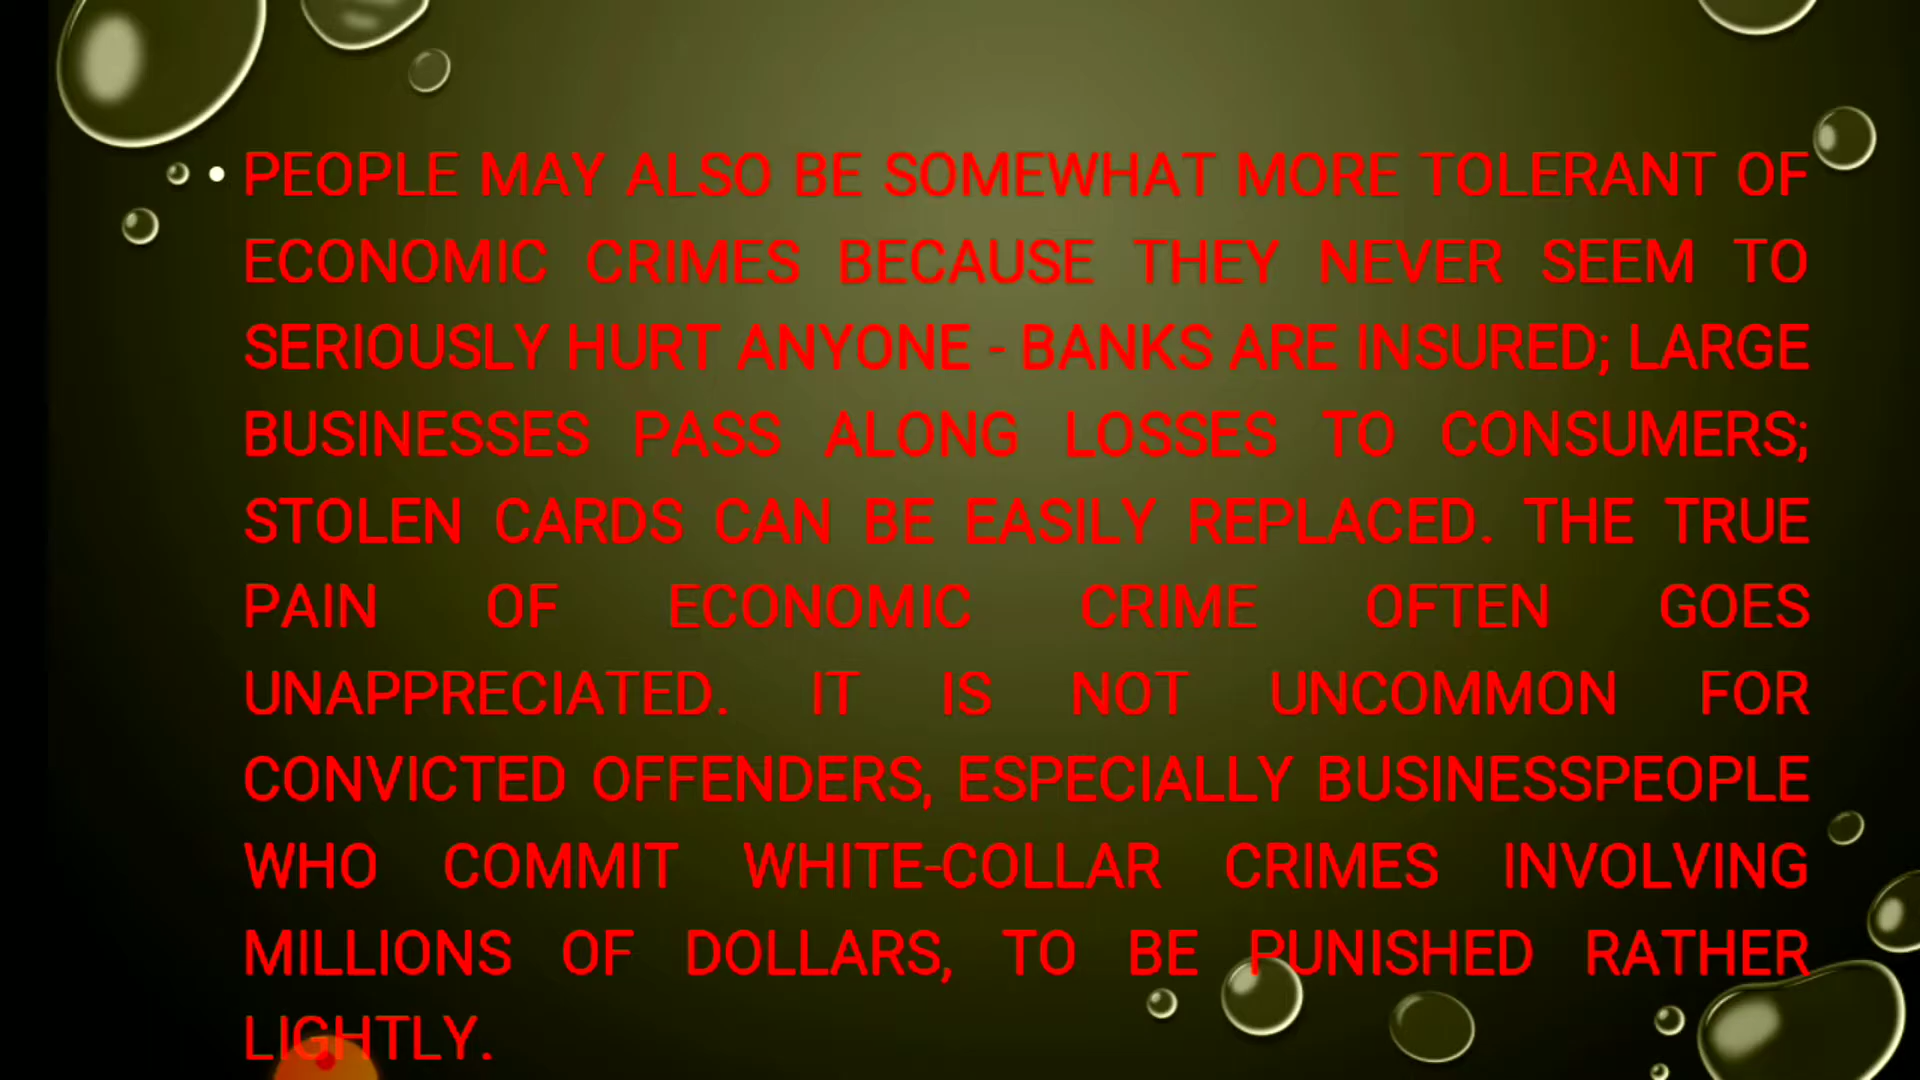 • PEOPLE MAY ALSO BE SOMEWHAT MORE TOLERANT OF
ECONOMIC CRIMES BECAUSE THEY NEVER SEEM TO
SERIOUSLY HURT ANYONE - BANKS ARE INSURED; LARGE
BUSINESSES PASS ALONG LOSSES TO CONSUMERS;
STOLEN CARDS CAN BE EASILY REPLACED. THE TRUE
PAIN OF ECONOMIC CRIME OFTEN GOES
UNAPPRECIATED. IT IS NOT UNCOMMON FOR
CONVICTED OFFENDERS, ESPECIALLY BUSINESSPEOPLE
WHO COMMIT WHITE-COLLAR CRIMES INVOLVING
MILLIONS OF DOLLARS, TO BE PUNISHED RATHER
LIGHTLY.